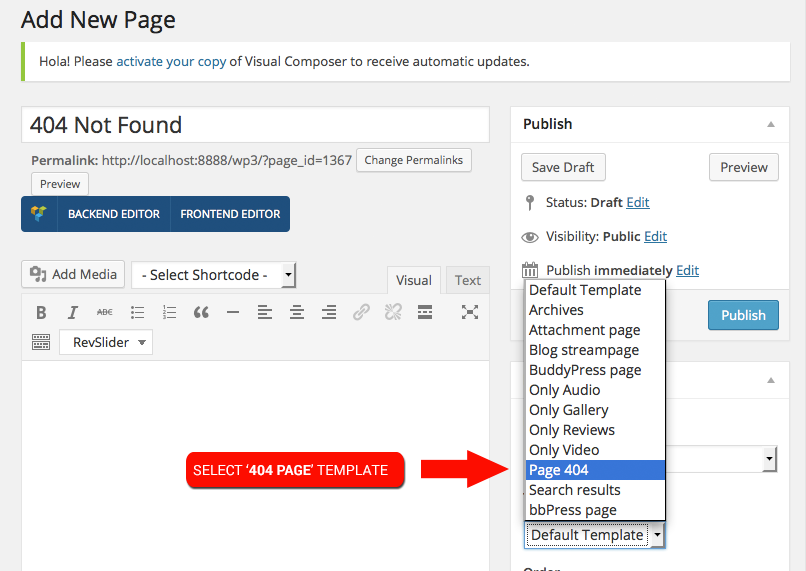 Add New Page
Hola! Please activate your copy of Visual Composer to receive automatic updates.
404 Not Found
Permalink: http://localhost:8888/wp3/?page_id=1367 Change Permalinks
Preview
BACKEND EDITOR FRONTEND EDITOR
Add Media - Select Shortcode -
Visual Text
B I ABC
RevSlider
SELECT ‘404 PAGE’ TEMPLATE
Publish
Save Draft Preview
Status: Draft Edit
Visibility: Public Edit
Publish immediately Edit
Publish
Default Template
Archives
Attachment page
Blog streampage
BuddyPress page
Only Audio
Only Gallery
Only Reviews
Only Video
Page 404
Search results
bbPress page
Default Template
Order